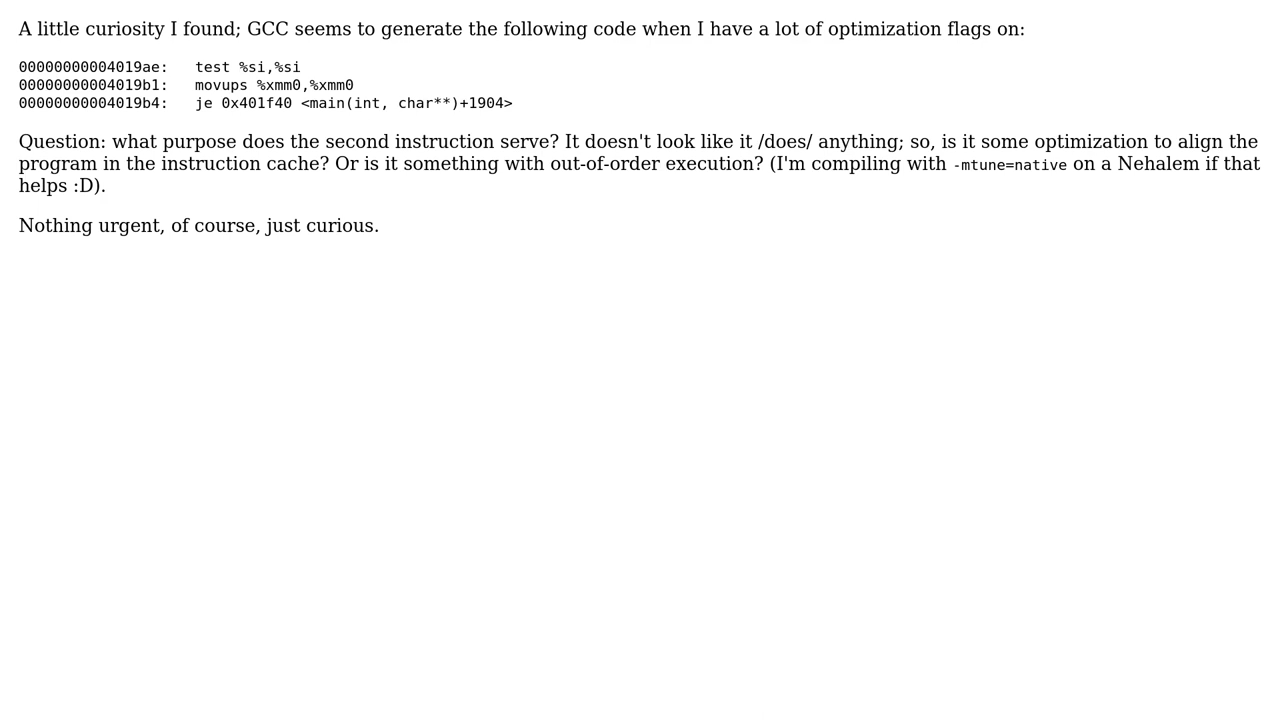 A little curiosity I found; GCC seems to generate the following code when I have a lot of optimization flags on:
00000000004019ae:   test %si,%si
00000000004019b1:   movups %xmm0,%xmm0
00000000004019b4:   je 0x401f40 <main(int, char**)+1904>
Question: what purpose does the second instruction serve? It doesn't look like it /does/ anything; so, is it some optimization to align the
program in the instruction cache? Or is it something with out-of-order execution? (I'm compiling with -mtune=native on a Nehalem if that
helps :D).
Nothing urgent, of course, just curious.